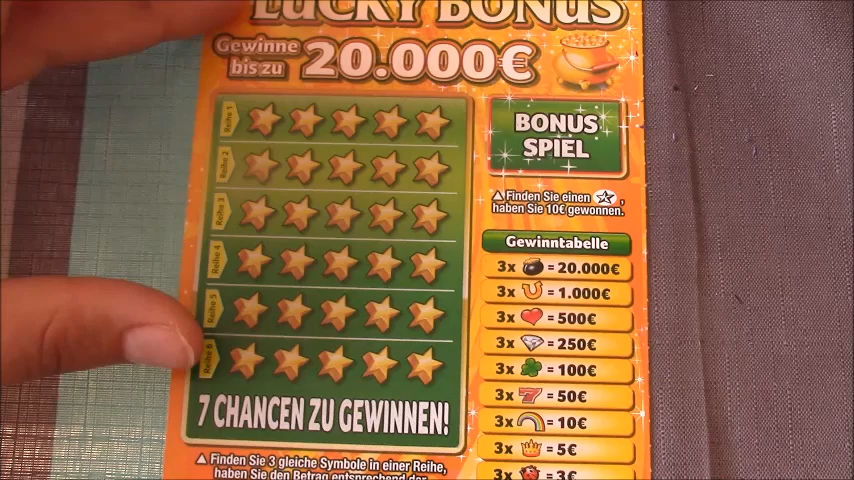 LUCKY BONUS
Gewinne
bis zu
20.000€
Reihe 1
Reihe 2
Reihe 3
Reihe 4
Reihe 5
Reihe 6
7 CHANCEN ZU GEWINNEN!
▲ Finden Sie 3 gleiche Symbole in einer Reihe,
haben Sie den Betrag entsprechend der
BONUS
SPIEL
▲ Finden Sie einen ,
haben Sie 10€ gewonnen.
Gewinntabelle
3x = 20.000€
3x = 1.000€
3x = 500€
3x = 250€
3x = 100€
3x 7 = 50€
3x = 10€
3x = 5€
3x = 3€